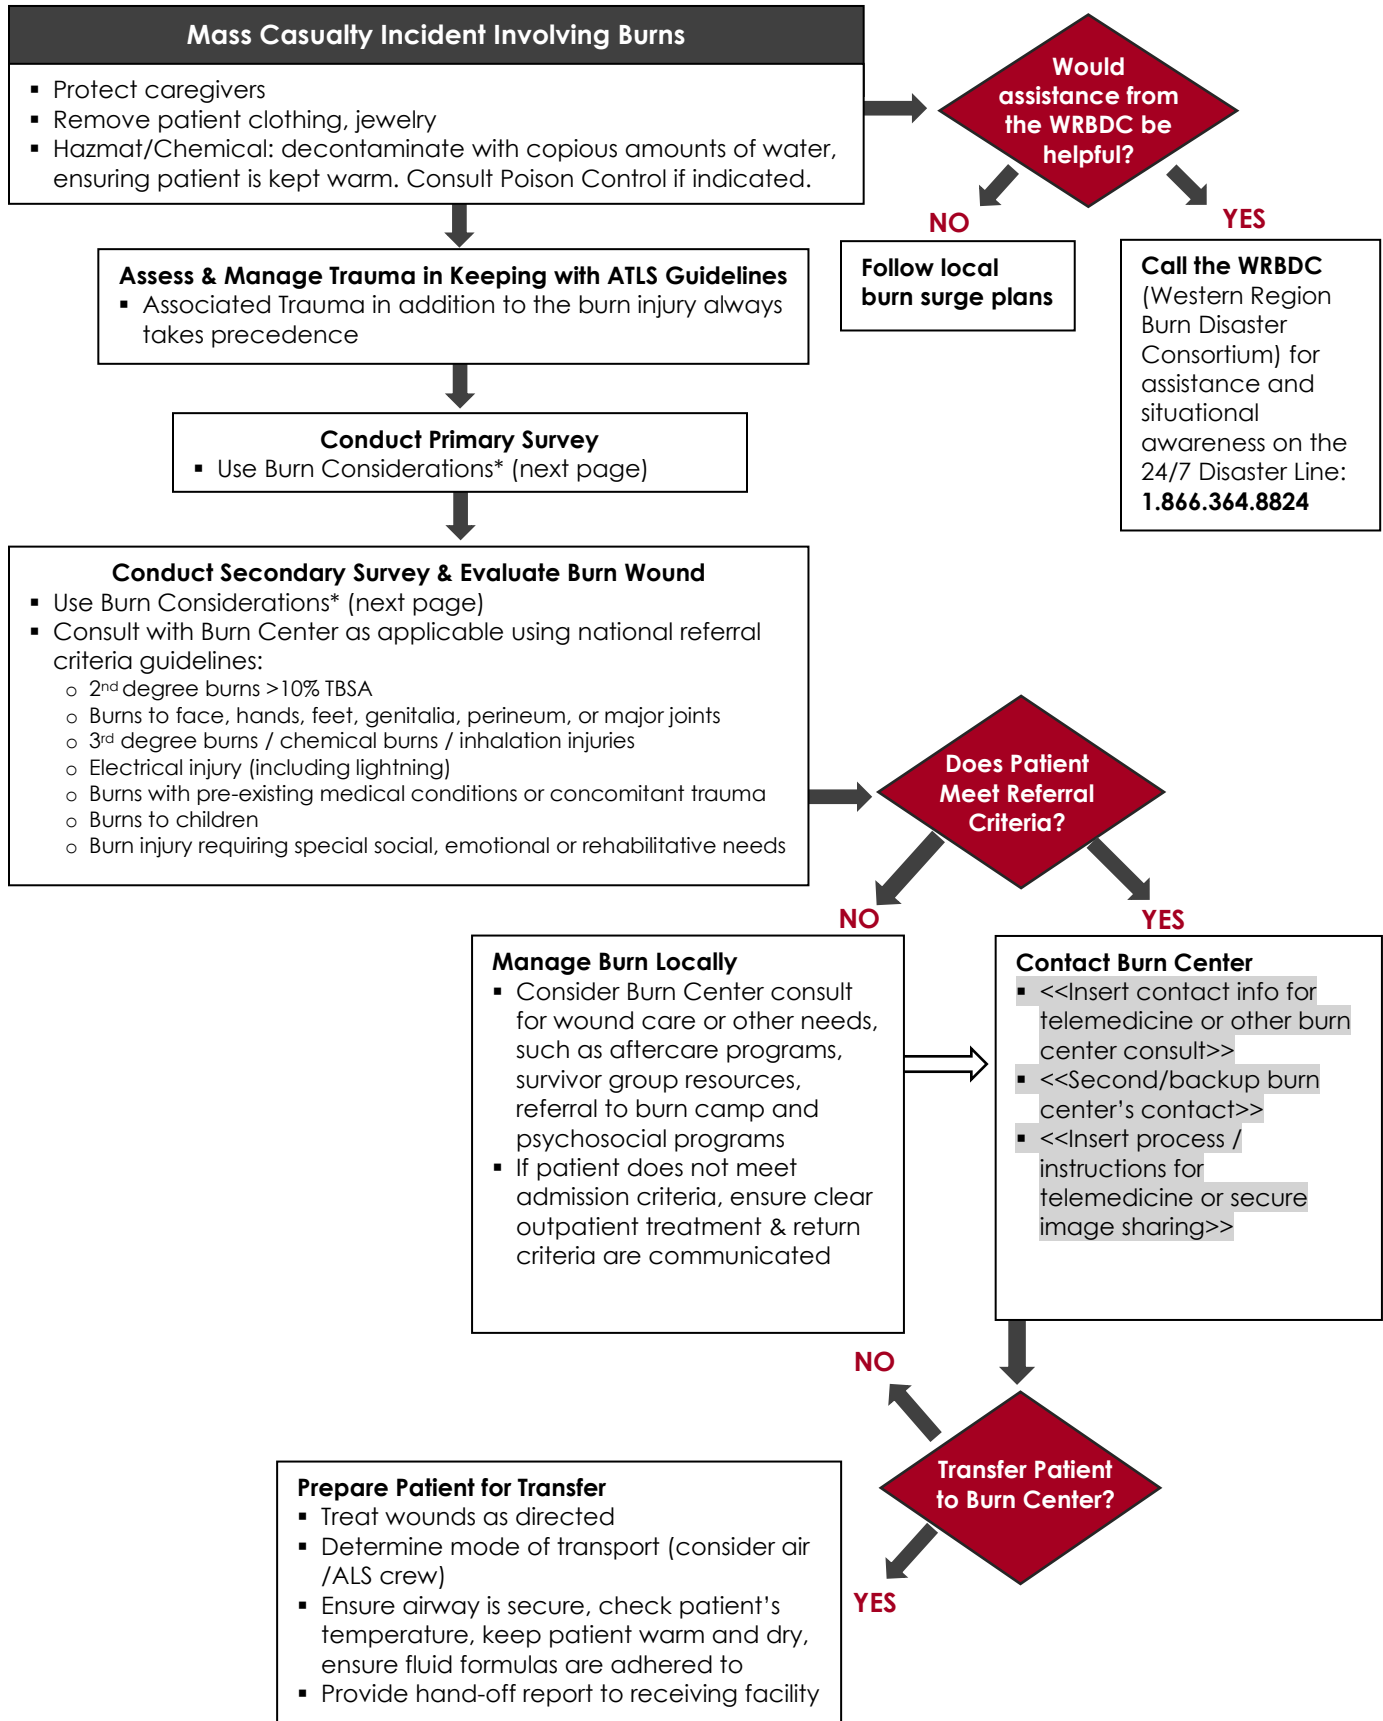 Mass Casualty Incident Involving Burns
▪ Protect caregivers
▪ Remove patient clothing, jewelry
▪ Hazmat/Chemical: decontaminate with copious amounts of water,
ensuring patient is kept warm. Consult Poison Control if indicated.
Would
assistance from
the WRBDC be
helpful?
NO
YES
Follow local
burn surge plans
Call the WRBDC
(Western Region
Burn Disaster
Consortium) for
assistance and
situational
awareness on the
24/7 Disaster Line:
1.866.364.8824
Assess & Manage Trauma in Keeping with ATLS Guidelines
▪ Associated Trauma in addition to the burn injury always
takes precedence
Conduct Primary Survey
▪ Use Burn Considerations* (next page)
Conduct Secondary Survey & Evaluate Burn Wound
▪ Use Burn Considerations* (next page)
▪ Consult with Burn Center as applicable using national referral
criteria guidelines:
o 2nd degree burns >10% TBSA
o Burns to face, hands, feet, genitalia, perineum, or major joints
o 3rd degree burns / chemical burns / inhalation injuries
o Electrical injury (including lightning)
o Burns with pre-existing medical conditions or concomitant trauma
o Burns to children
o Burn injury requiring special social, emotional or rehabilitative needs
Does Patient
Meet Referral
Criteria?
NO
YES
Manage Burn Locally
▪ Consider Burn Center consult
for wound care or other needs,
such as aftercare programs,
survivor group resources,
referral to burn camp and
psychosocial programs
▪ If patient does not meet
admission criteria, ensure clear
outpatient treatment & return
criteria are communicated
Contact Burn Center
▪ <<Insert contact info for
telemedicine or other burn
center consult>>
▪ <<Second/backup burn
center's contact>>
▪ <<Insert process /
instructions for
telemedicine or secure
image sharing>>
NO
Transfer Patient
to Burn Center?
YES
Prepare Patient for Transfer
▪ Treat wounds as directed
▪ Determine mode of transport (consider air
/ALS crew)
▪ Ensure airway is secure, check patient's
temperature, keep patient warm and dry,
ensure fluid formulas are adhered to
▪ Provide hand-off report to receiving facility